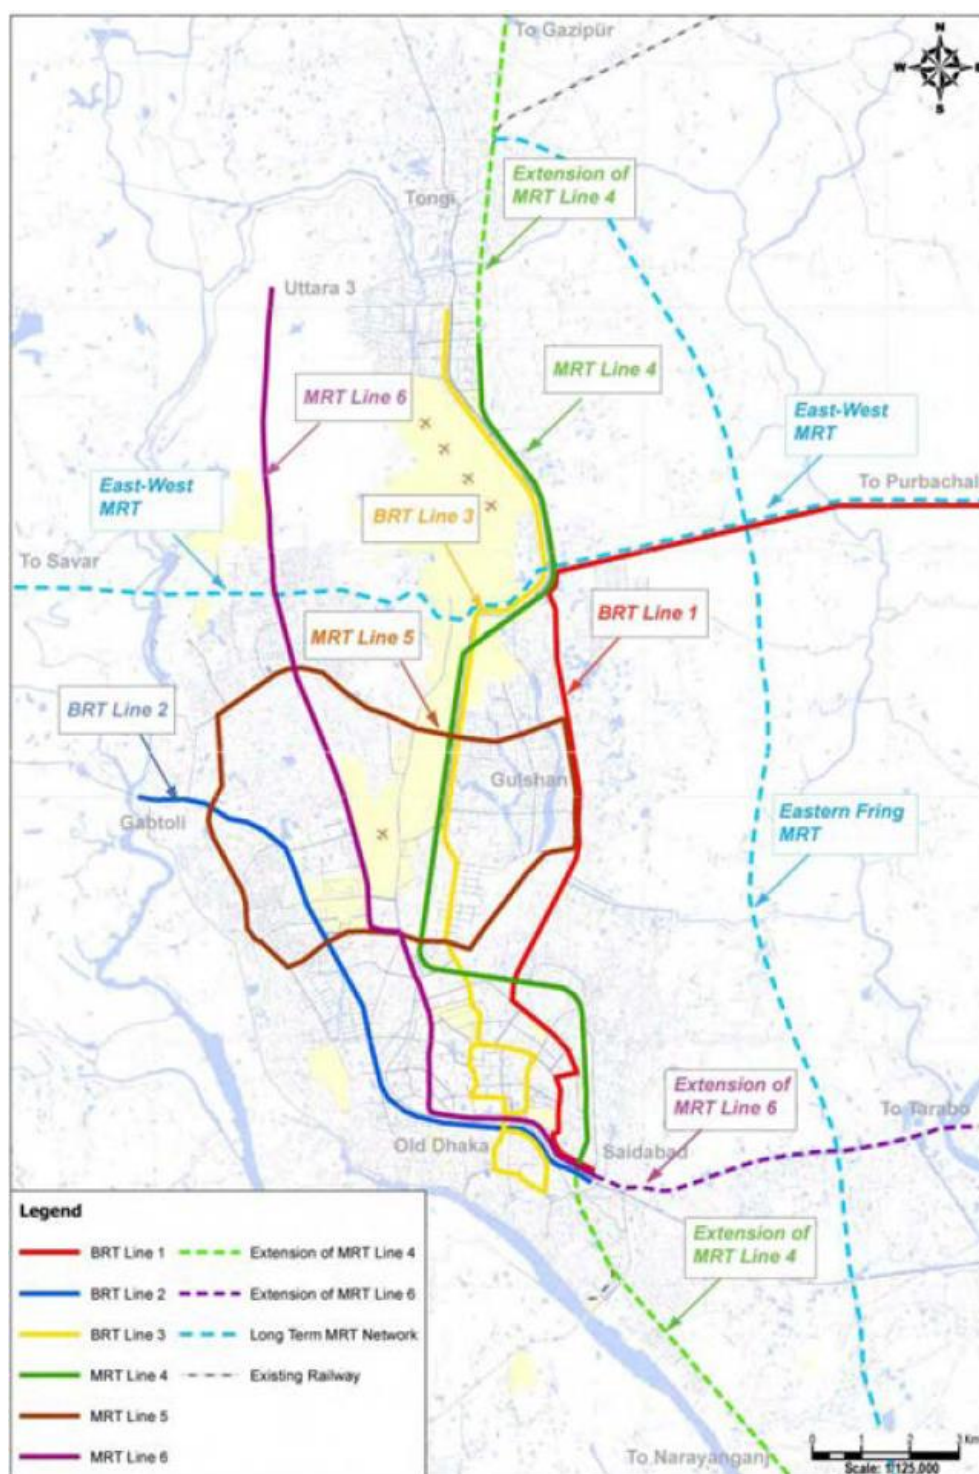 To Gazipur
N
W
E
S
Extension of
MRT Line 4
Tongi
Uttara 3
MRT Line 6
MRT Line 4
East-West
MRT
To Purbachal
East-West
MRT
BRT Line 3
To Savar
BRT Line 1
MRT Line 5
BRT Line 2
Gulshan
Gabtoli
Eastern Fring
MRT
Extension of
MRT Line 6
To Tarabo
Old Dhaka
Saidabad
Extension of
MRT Line 4
Legend
BRT Line 1
Extension of MRT Line 4
BRT Line 2
Extension of MRT Line 6
BRT Line 3
Long Term MRT Network
MRT Line 4
Existing Railway
MRT Line 5
MRT Line 6
To Narayanganj
0 1 2 3 Km
Scale: 1:125,000